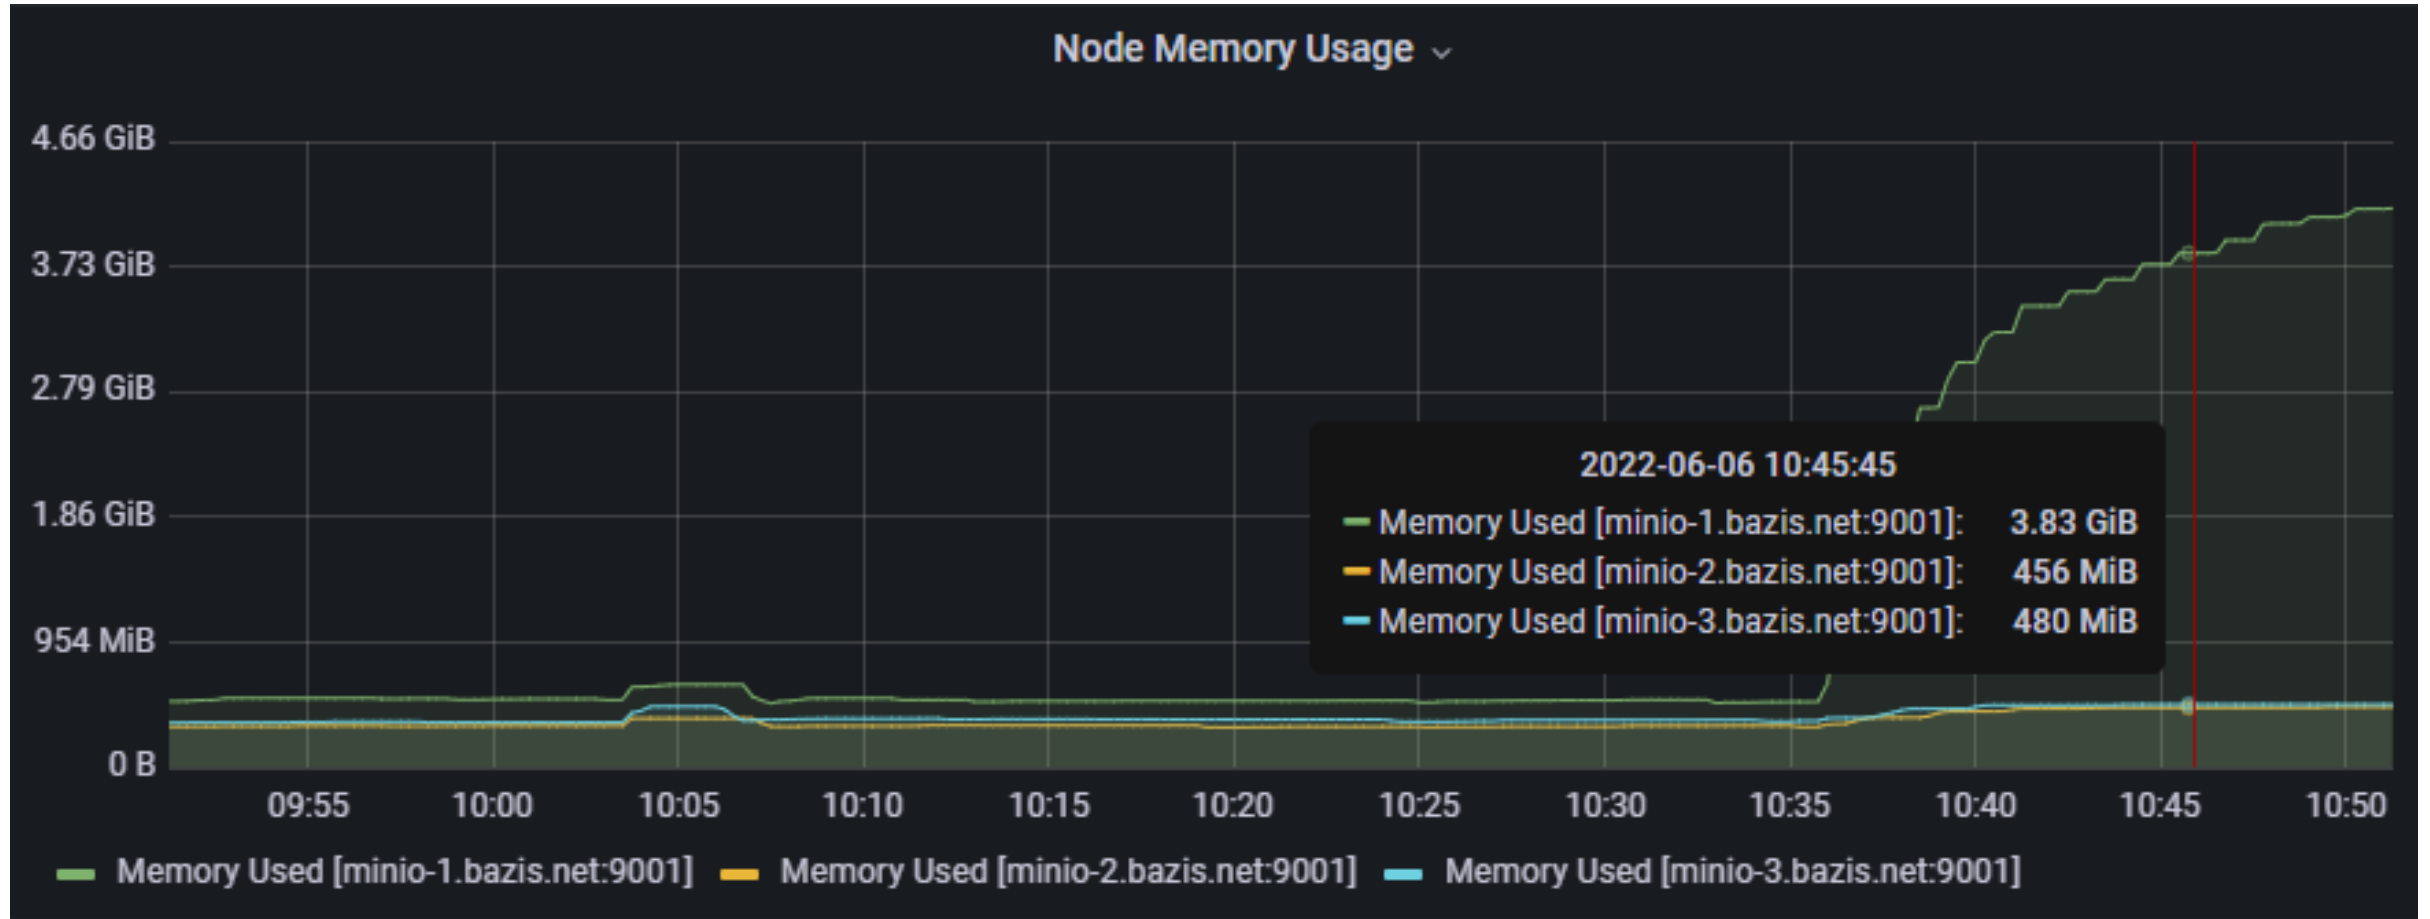 Node Memory Usage
4.66 GiB
3.73 GiB
2.79 GiB
1.86 GiB
954 MiB
0 B
2022-06-06 10:45:45
Memory Used [minio-1.bazis.net:9001]: 3.83 GiB
Memory Used [minio-2.bazis.net:9001]: 456 MiB
Memory Used [minio-3.bazis.net:9001]: 480 MiB
09:55 10:00 10:05 10:10 10:15 10:20 10:25 10:30 10:35 10:40 10:45 10:50
Memory Used [minio-1.bazis.net:9001] Memory Used [minio-2.bazis.net:9001] Memory Used [minio-3.bazis.net:9001]